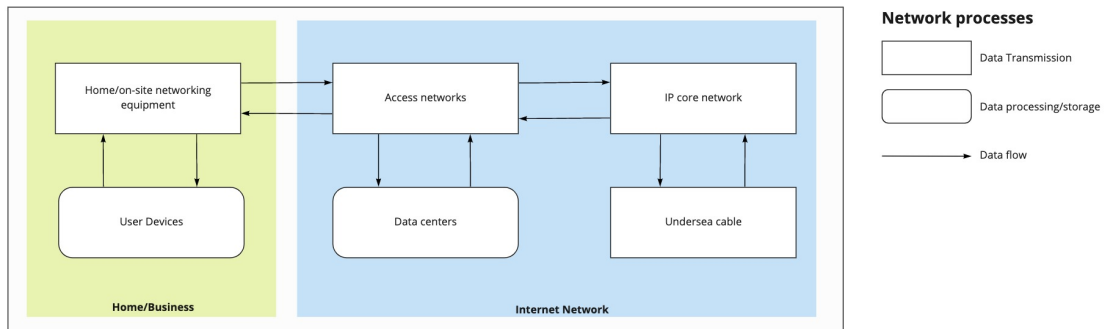 Network processes
Data Transmission
Data processing/storage
Data flow
Home/on-site networking
equipment
Access networks
IP core network
User Devices
Data centers
Undersea cable
Home/Business
Internet Network